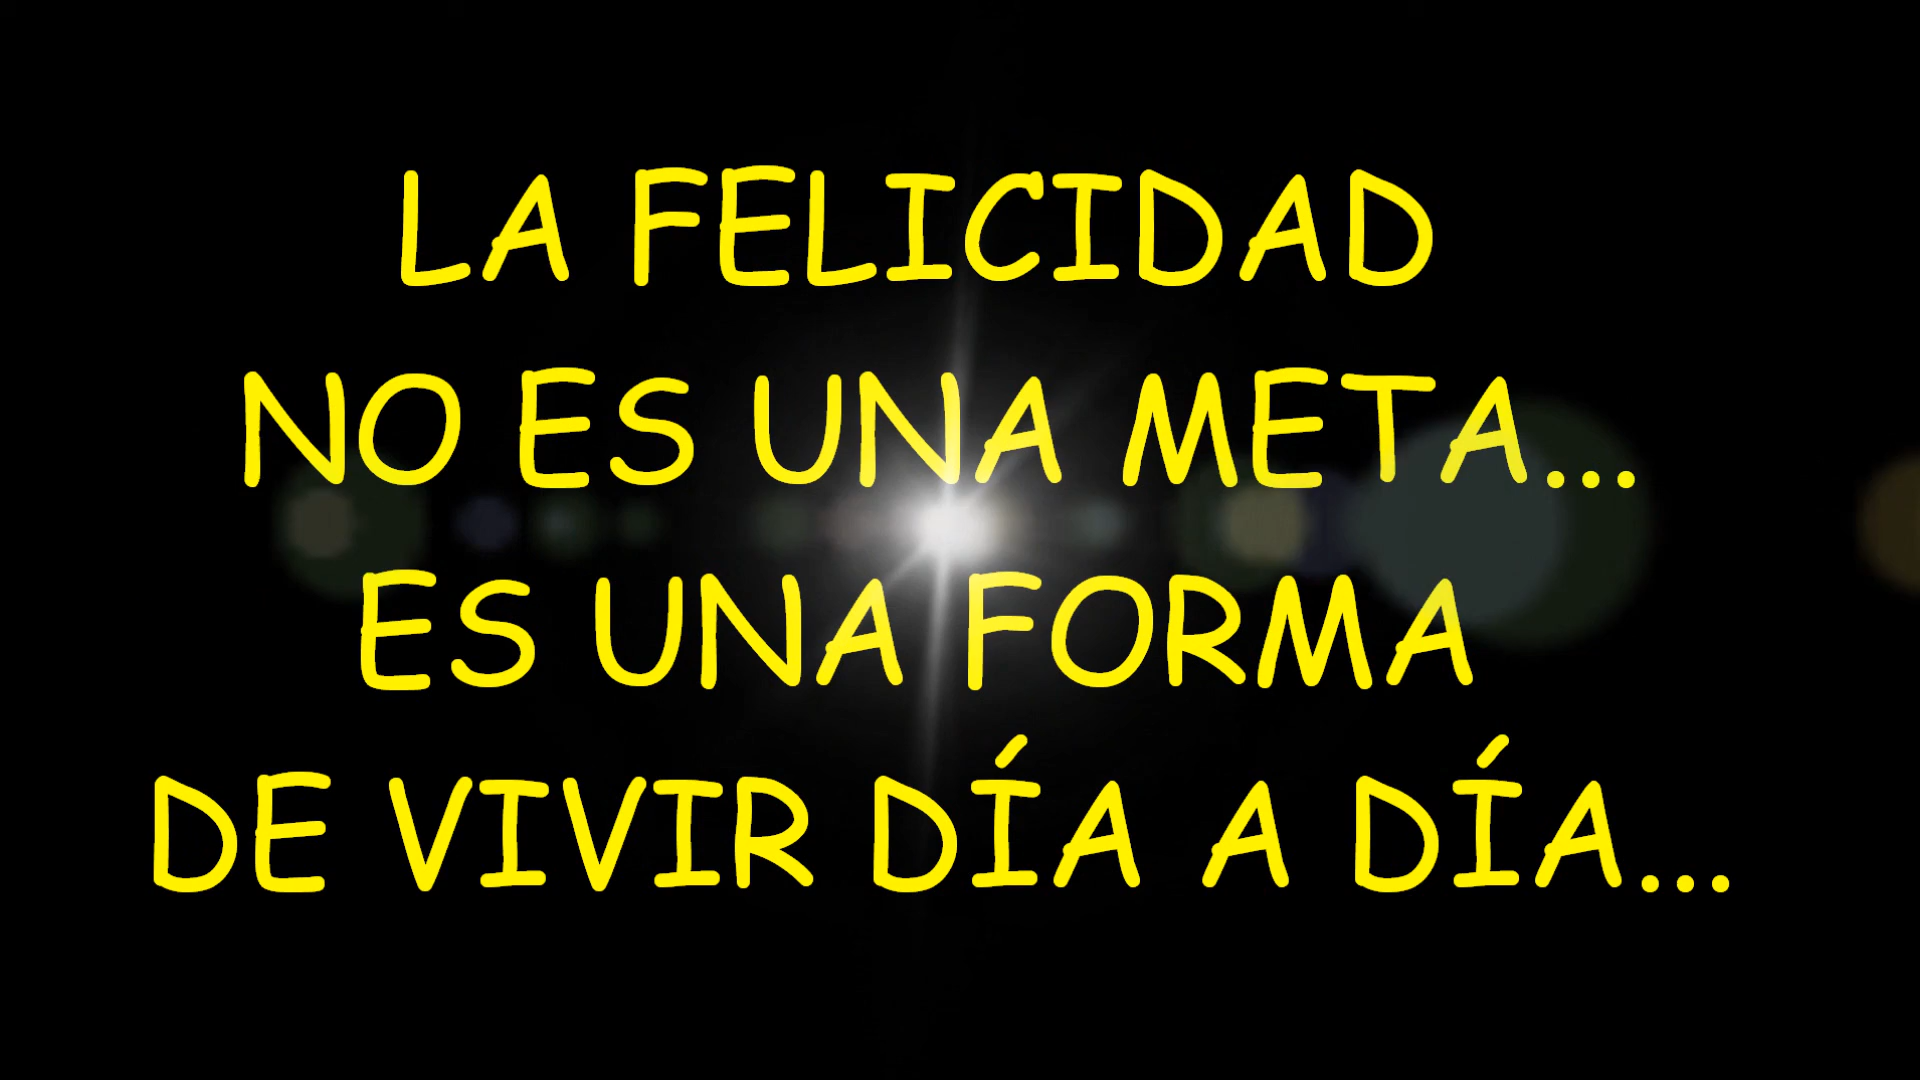 LA FELICIDAD
NO ES UNA META...
ES UNA FORMA
DE VIVIR DÍA A DÍA...